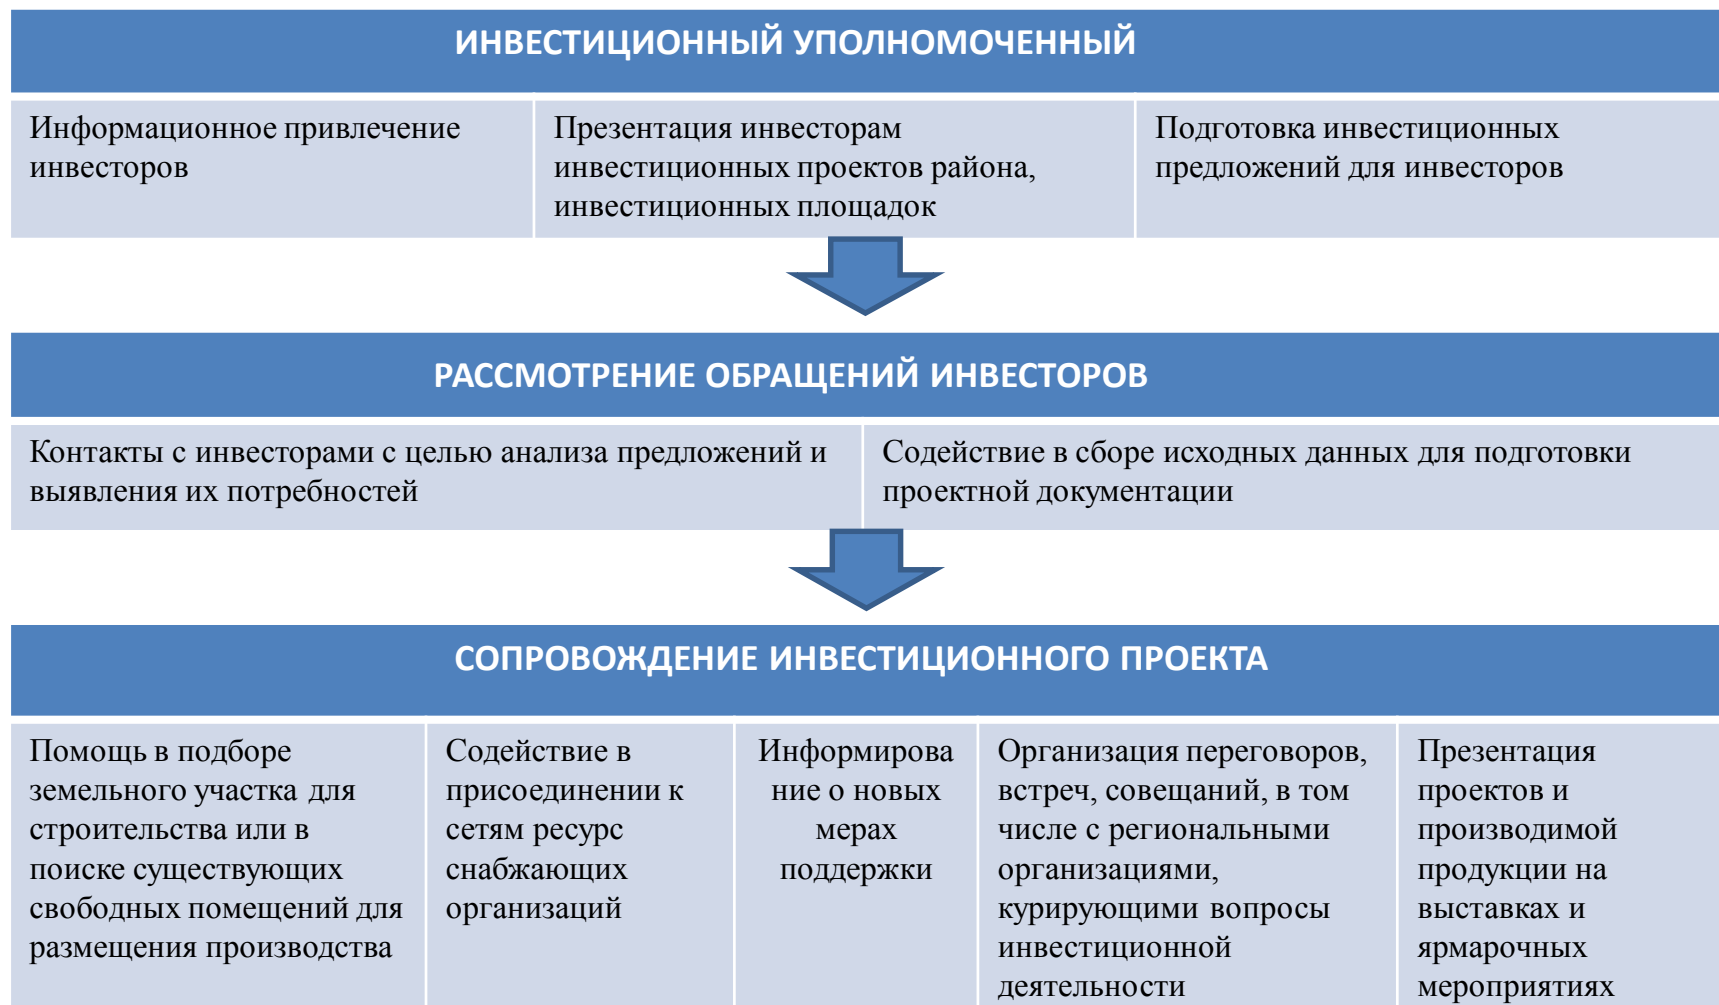 ИНВЕСТИЦИОННЫЙ УПОЛНОМОЧЕННЫЙ
Информационное привлечение
инвесторов
Презентация инвесторам
инвестиционных проектов района,
инвестиционных площадок
Подготовка инвестиционных
предложений для инвесторов
РАССМОТРЕНИЕ ОБРАЩЕНИЙ ИНВЕСТОРОВ
Контакты с инвесторами с целью анализа предложений и
выявления их потребностей
Содействие в сборе исходных данных для подготовки
проектной документации
СОПРОВОЖДЕНИЕ ИНВЕСТИЦИОННОГО ПРОЕКТА
Помощь в подборе
земельного участка для
строительства или в
поиске существующих
свободных помещений для
размещения производства
Содействие в
присоединении к
сетям ресурс
снабжающих
организаций
Информирова
ние о новых
мерах
поддержки
Организация переговоров,
встреч, совещаний, в том
числе с региональными
организациями,
курирующими вопросы
инвестиционной
деятельности
Презентация
проектов и
производимой
продукции на
выставках и
ярмарочных
мероприятиях